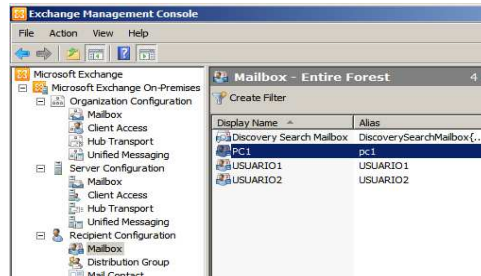 Exchange Management Console
File Action View Help
Microsoft Exchange
Microsoft Exchange On-Premises
Organization Configuration
Mailbox
Client Access
Hub Transport
Unified Messaging
Server Configuration
Mailbox
Client Access
Hub Transport
Unified Messaging
Recipient Configuration
Mailbox
Distribution Group
Mail Contact
Mailbox - Entire Forest 4
Create Filter
Display Name Alias
Discovery Search Mailbox DiscoverySearchMailbox{...
PC1 pc1
USUARIO1 USUARIO1
USUARIO2 USUARIO2